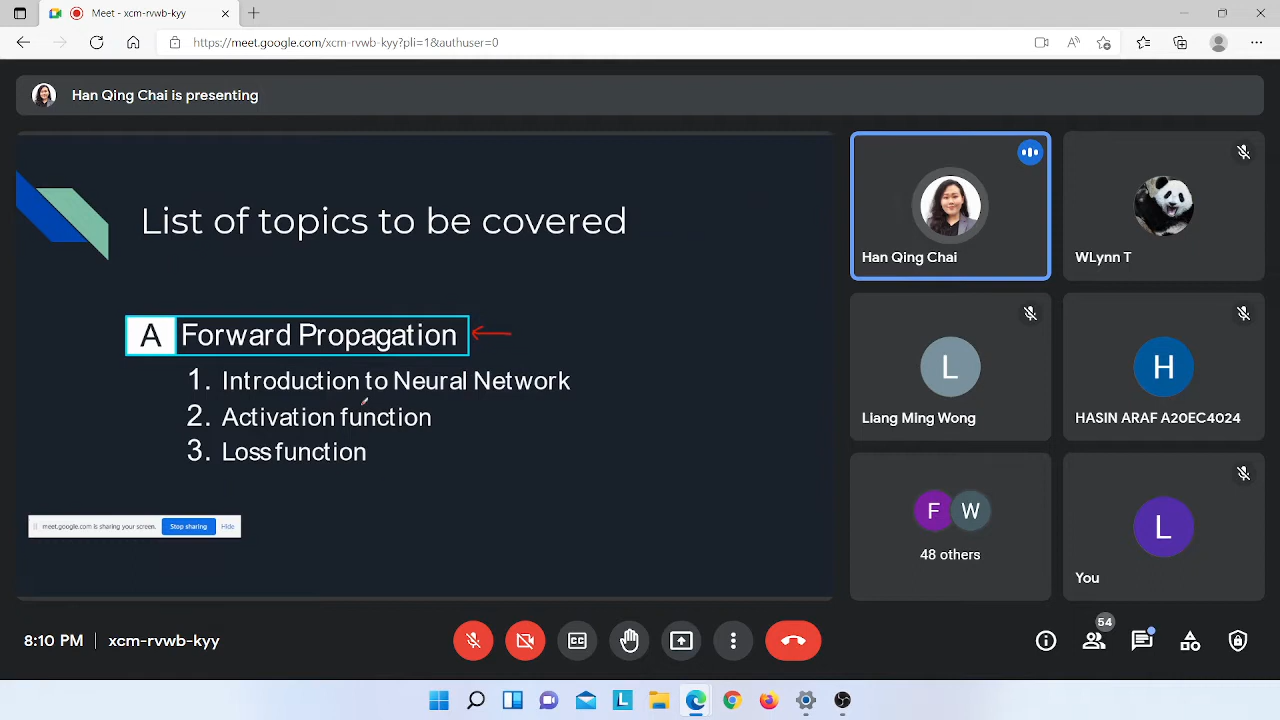 Meet - xcm-rvwb-kyy
https://meet.google.com/xcm-rvwb-kyy?pli=1&authuser=0
Han Qing Chai is presenting
List of topics to be covered
A Forward Propagation
1. Introduction to Neural Network
2. Activation function
3. Loss function
meet.google.com is sharing your screen. Stop sharing Hide
Han Qing Chai
WLynn T
L
Liang Ming Wong
H
HASIN ARAF A20EC4024
F W
48 others
L
You
8:10 PM | xcm-rvwb-kyy
CC
54
L